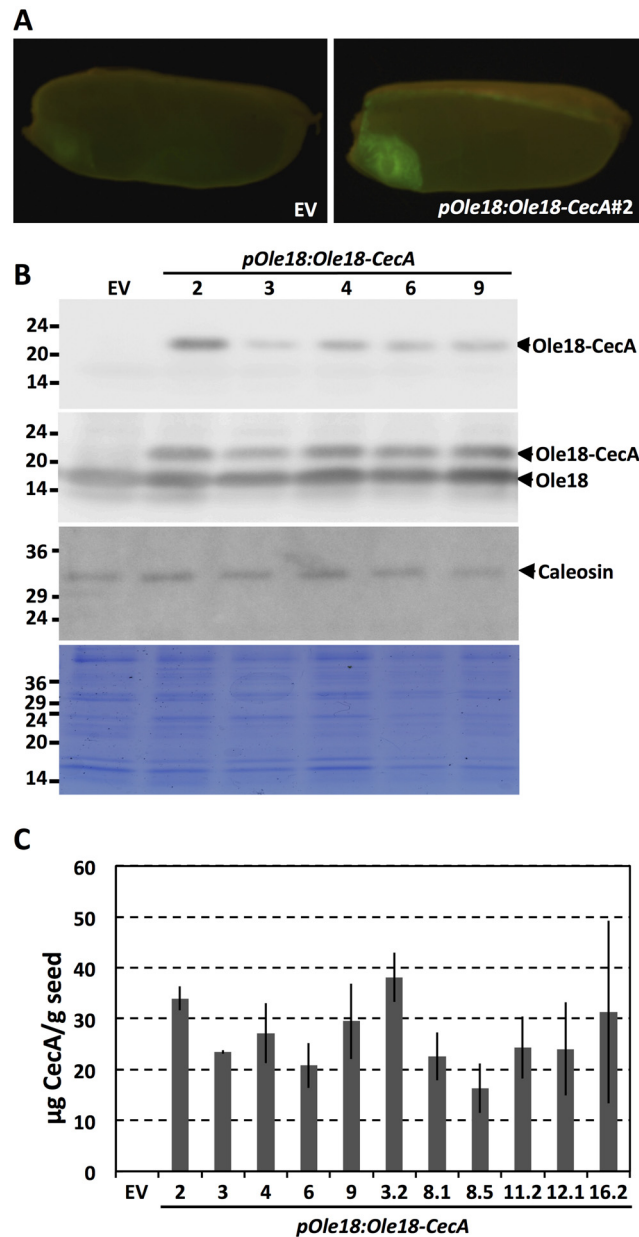 A
EV
pOle18:Ole18-CecA#2
B
pOle18:Ole18-CecA
EV 2 3 4 6 9
24
20
14
Ole18-CecA
24
20
14
Ole18-CecA
Ole18
36
29
24
Caleosin
36
29
24
20
14
C
60
50
40
30
20
10
0
µg CecA/g seed
EV 2 3 4 6 9 3.2 8.1 8.5 11.2 12.1 16.2
pOle18:Ole18-CecA